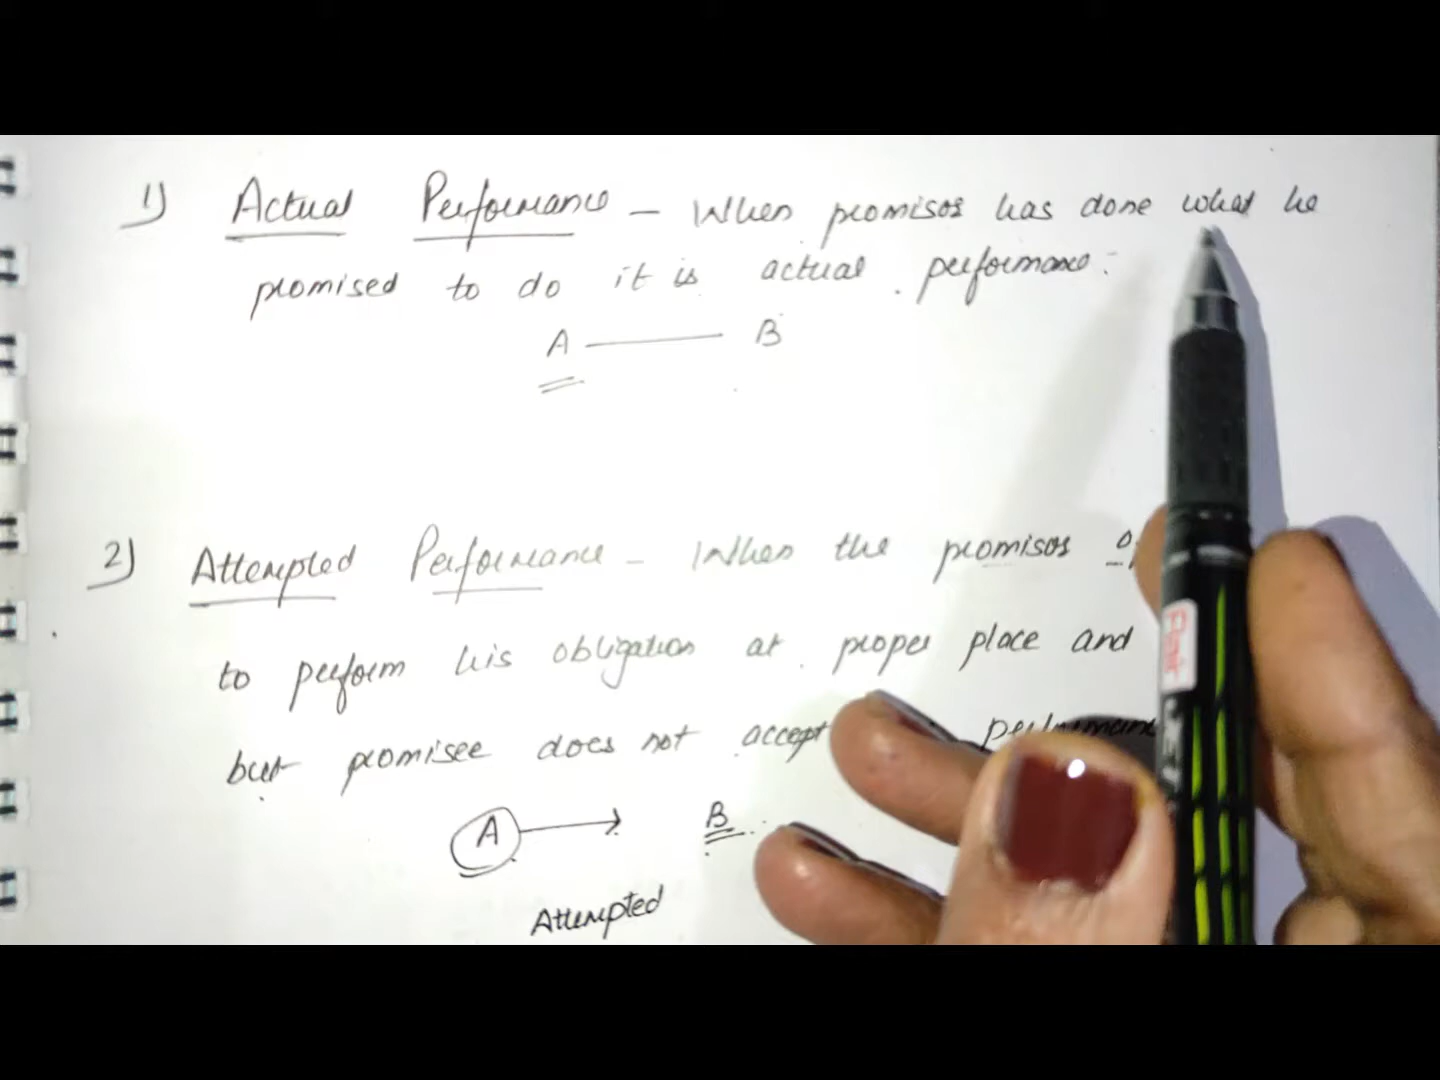 1) Actual Performance - When promisor has done what he
promised to do it is actual performance.
A B
2) Attempted Performance - When the promisor
to perform his obligation at proper place and
but promisee does not accept
A B
Attempted